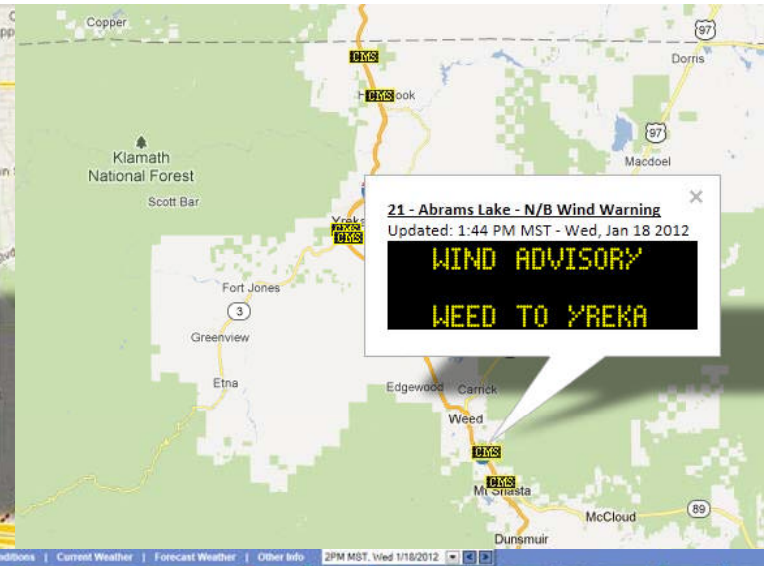 Copper
97
Dorris
CMS
CMS
97
Klamath
National Forest
Macdoel
Scott Bar
21 - Abrams Lake - N/B Wind Warning
Updated: 1:44 PM MST - Wed, Jan 18 2012
WIND ADVISORY
WEED TO YREKA
Yreka
CMS
CMS
Fort Jones
3
Greenview
Etna
Edgewood
Carrick
Weed
CMS
CMS
Mt Shasta
McCloud
89
Dunsmuir
| Current Weather | Forecast Weather | Other Info
2PM MST, Wed 1/18/2012